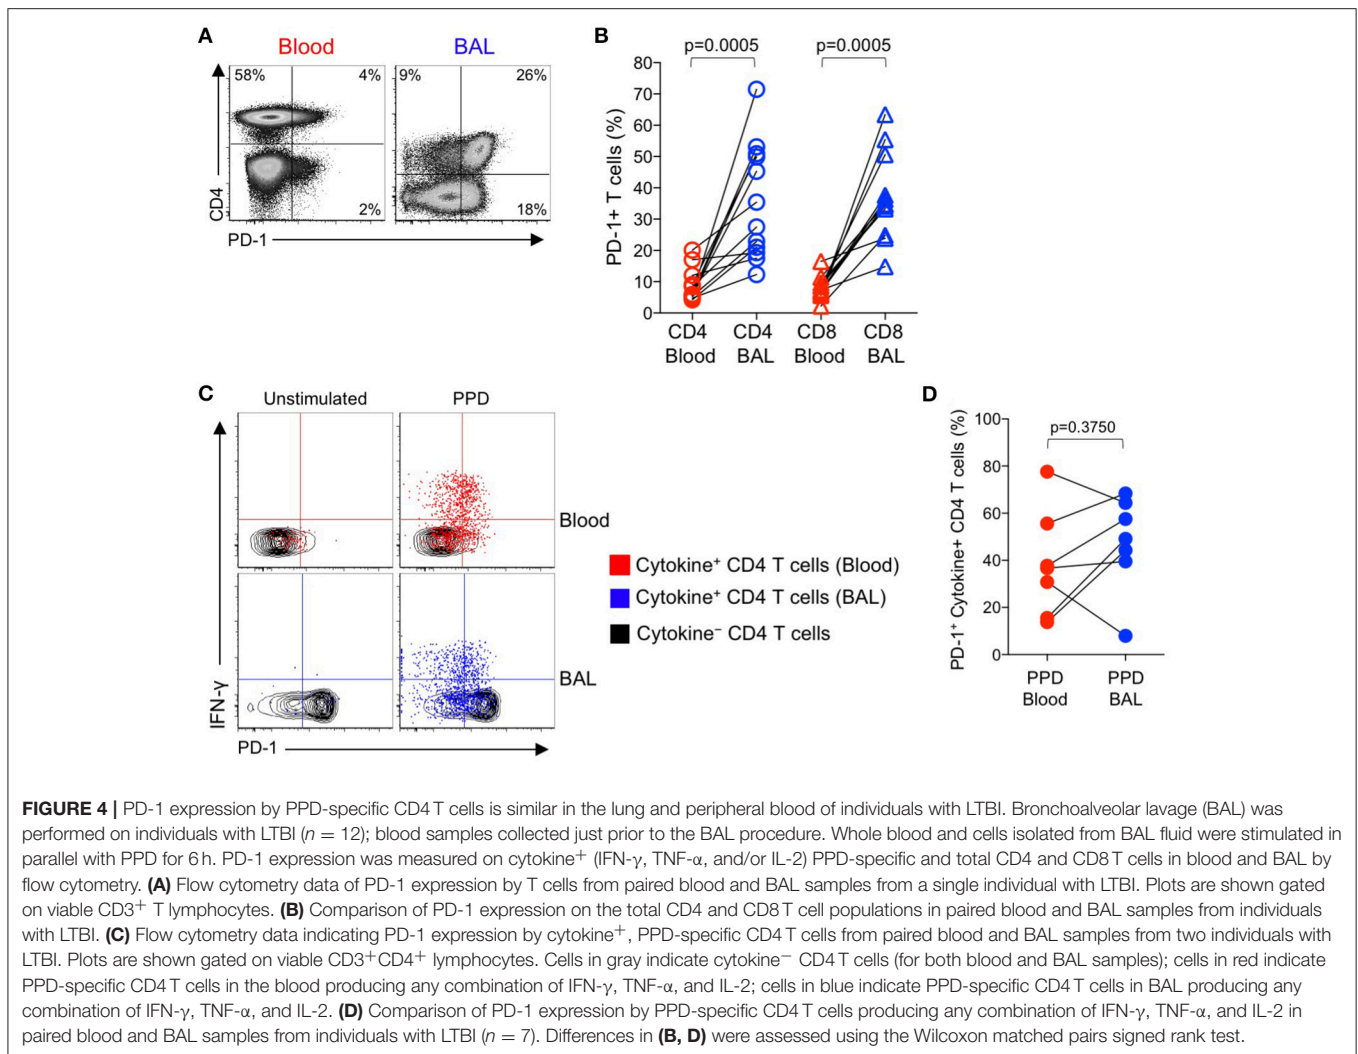 A
Blood
BAL
58%
4%
9%
26%
2%
18%
CD4
PD-1
B
p=0.0005
p=0.0005
PD-1+ T cells (%)
80
70
60
50
40
30
20
10
0
CD4
Blood
CD4
BAL
CD8
Blood
CD8
BAL
C
Unstimulated
PPD
Blood
BAL
IFN-γ
PD-1
Cytokine⁺ CD4 T cells (Blood)
Cytokine⁺ CD4 T cells (BAL)
Cytokine⁻ CD4 T cells
D
p=0.3750
PD-1⁺ Cytokine+ CD4 T cells (%)
100
80
60
40
20
0
PPD
Blood
PPD
BAL
FIGURE 4 | PD-1 expression by PPD-specific CD4 T cells is similar in the lung and peripheral blood of individuals with LTBI. Bronchoalveolar lavage (BAL) was
performed on individuals with LTBI (n = 12); blood samples collected just prior to the BAL procedure. Whole blood and cells isolated from BAL fluid were stimulated in
parallel with PPD for 6 h. PD-1 expression was measured on cytokine⁺ (IFN-γ, TNF-α, and/or IL-2) PPD-specific and total CD4 and CD8 T cells in blood and BAL by
flow cytometry. (A) Flow cytometry data of PD-1 expression by T cells from paired blood and BAL samples from a single individual with LTBI. Plots are shown gated
on viable CD3⁺ T lymphocytes. (B) Comparison of PD-1 expression on the total CD4 and CD8 T cell populations in paired blood and BAL samples from individuals
with LTBI. (C) Flow cytometry data indicating PD-1 expression by cytokine⁺, PPD-specific CD4 T cells from paired blood and BAL samples from two individuals with
LTBI. Plots are shown gated on viable CD3⁺CD4⁺ lymphocytes. Cells in gray indicate cytokine⁻ CD4 T cells (for both blood and BAL samples); cells in red indicate
PPD-specific CD4 T cells in the blood producing any combination of IFN-γ, TNF-α, and IL-2; cells in blue indicate PPD-specific CD4 T cells in BAL producing any
combination of IFN-γ, TNF-α, and IL-2. (D) Comparison of PD-1 expression by PPD-specific CD4 T cells producing any combination of IFN-γ, TNF-α, and IL-2 in
paired blood and BAL samples from individuals with LTBI (n = 7). Differences in (B, D) were assessed using the Wilcoxon matched pairs signed rank test.